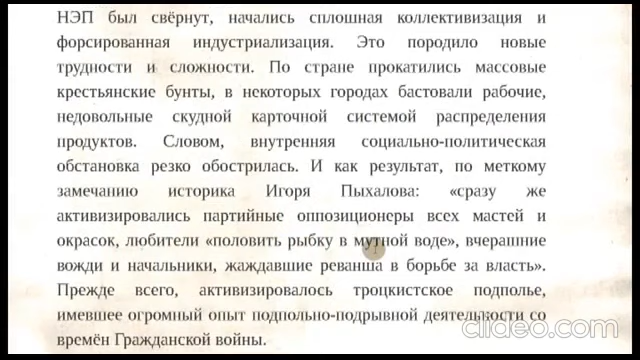 НЭП был свёрнут, начались сплошная коллективизация и
форсированная индустриализация. Это породило новые
трудности и сложности. По стране прокатились массовые
крестьянские бунты, в некоторых городах бастовали рабочие,
недовольные скудной карточной системой распределения
продуктов. Словом, внутренняя социально-политическая
обстановка резко обострилась. И как результат, по меткому
замечанию историка Игоря Пыхалова: «сразу же
активизировались партийные оппозиционеры всех мастей и
окрасок, любители «половить рыбку в мутной воде», вчерашние
вожди и начальники, жаждавшие реванша в борьбе за власть».
Прежде всего, активизировалось троцкистское подполье,
имевшее огромный опыт подпольно-подрывной деятельности со
времён Гражданской войны.
clideo.com